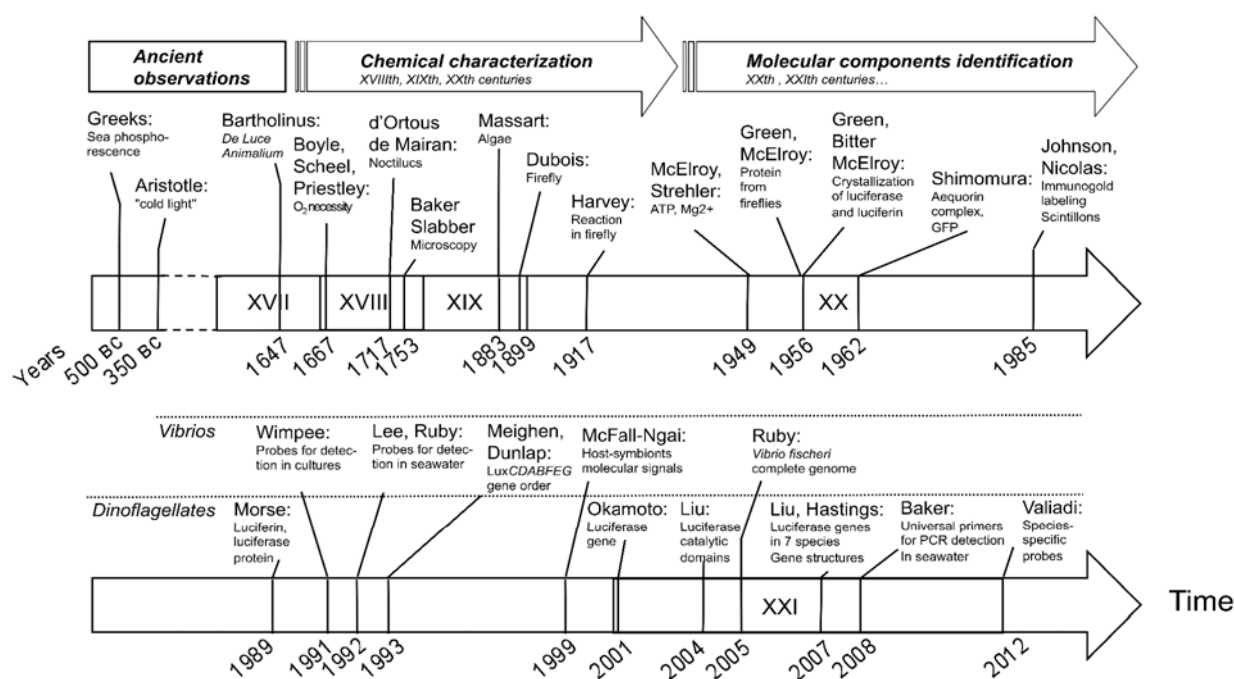 Ancient
observations
Chemical characterization
XVIIIth, XIXth, XXth centuries
Molecular components identification
XXth , XXIth centuries…
Greeks:
Sea phospho-
rescence
Aristotle:
"cold light"
Bartholinus:
De Luce
Animalium
Boyle,
Scheel,
Priestley:
O2 necessity
d'Ortous
de Mairan:
Noctilucs
Baker
Slabber
Microscopy
Massart:
Algae
Dubois:
Firefly
Harvey:
Reaction
in firefly
McElroy,
Strehler:
ATP, Mg2+
Green,
McElroy:
Protein
from
fireflies
Green,
Bitter
McElroy:
Crystallization
of luciferase
and luciferin
Shimomura:
Aequorin
complex,
GFP
Johnson,
Nicolas:
Immunogold
labeling
Scintillons
XVII
XVIII
XIX
XX
Years
500 BC
350 BC
1647
1667
1717
1753
1883
1899
1917
1949
1956
1962
1985
Vibrios
Wimpee:
Probes for detec-
tion in cultures
Lee, Ruby:
Probes for detec-
tion in seawater
Meighen,
Dunlap:
LuxCDABFEG
gene order
McFall-Ngai:
Host-symbionts
molecular signals
Ruby:
Vibrio fischeri
complete genome
Dinoflagellates
Morse:
Luciferin,
luciferase
protein
Okamoto:
Luciferase
gene
Liu:
Luciferase
catalytic
domains
Liu, Hastings:
Luciferase genes
in 7 species
Gene structures
Baker:
Universal primers
for PCR detection
In seawater
Valiadi:
Species-
specific
probes
XXI
Time
1989
1991
1992
1993
1999
2001
2004
2005
2007
2008
2012